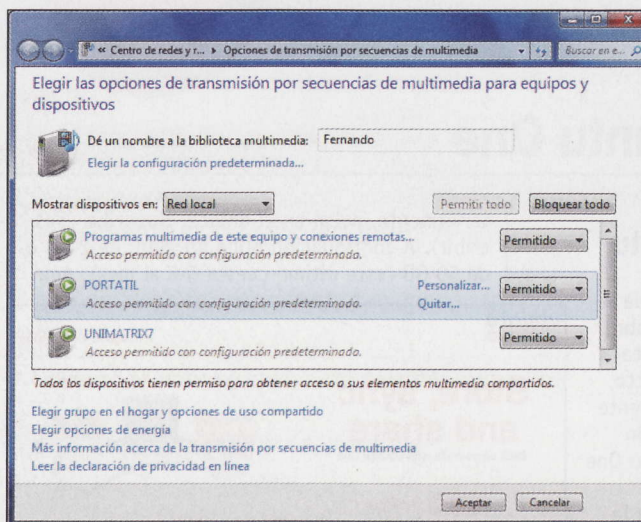 « Centro de redes y r... ▸ Opciones de transmisión por secuencias de multimedia
Buscar en e...
Elegir las opciones de transmisión por secuencias de multimedia para equipos y
dispositivos
Dé un nombre a la biblioteca multimedia: Fernando
Elegir la configuración predeterminada...
Mostrar dispositivos en: Red local Permitir todo Bloquear todo
Programas multimedia de este equipo y conexiones remotas... Permitido
Acceso permitido con configuración predeterminada.
PORTATIL Personalizar... Permitido
Acceso permitido con configuración predeterminada. Quitar...
UNIMATRIX7 Permitido
Acceso permitido con configuración predeterminada.
Todos los dispositivos tienen permiso para obtener acceso a sus elementos multimedia compartidos.
Elegir grupo en el hogar y opciones de uso compartido
Elegir opciones de energía
Más información acerca de la transmisión por secuencias de multimedia
Leer la declaración de privacidad en línea
Aceptar Cancelar